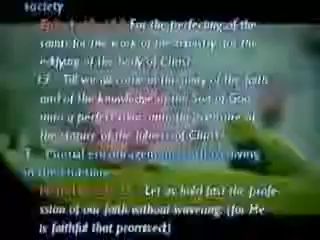 society
For the perfecting of the
saints for the work of the ministry, for the
edifying of the body of Christ
13 Till we all come in the unity of the faith
and of the knowledge of the Son of God
unto a perfect man, unto the measure of
the stature of the fulness of Christ
Mutual encouragement
in the
Let us hold fast the profe-
ssion of our faith without wavering; (for He
is faithful that promised)